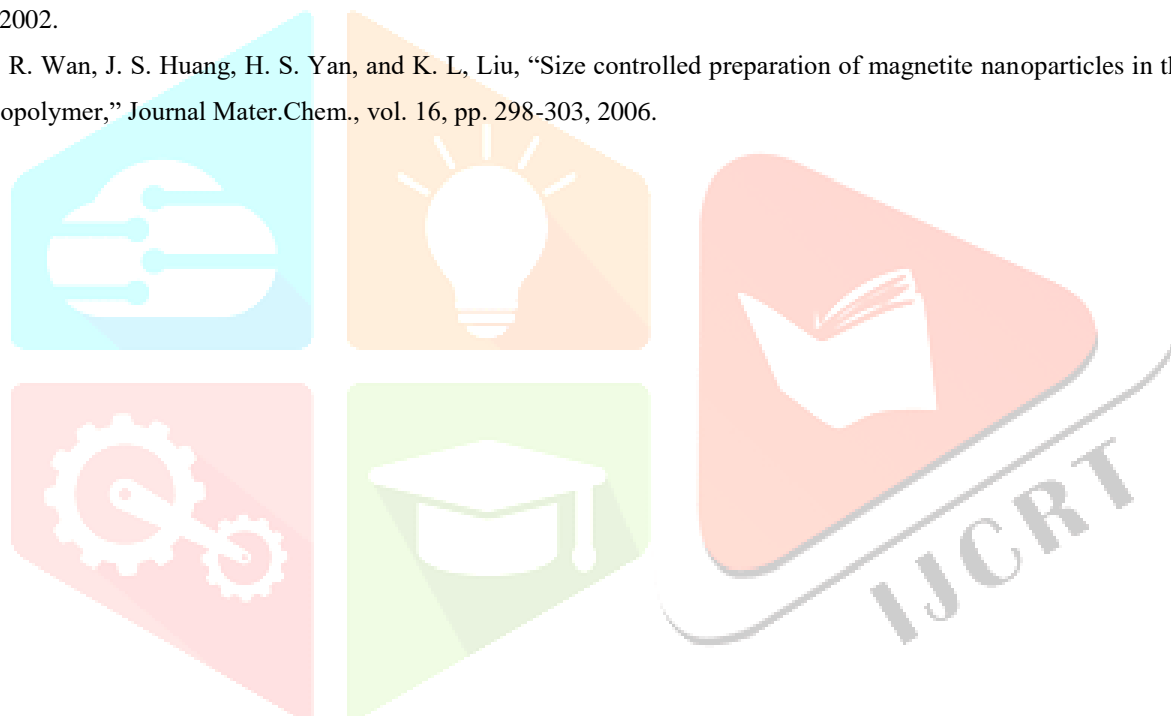 2002.
R. Wan, J. S. Huang, H. S. Yan, and K. L, Liu, “Size controlled preparation of magnetite nanoparticles in
opolymer,” Journal Mater.Chem., vol. 16, pp. 298-303, 2006.
IJCRT